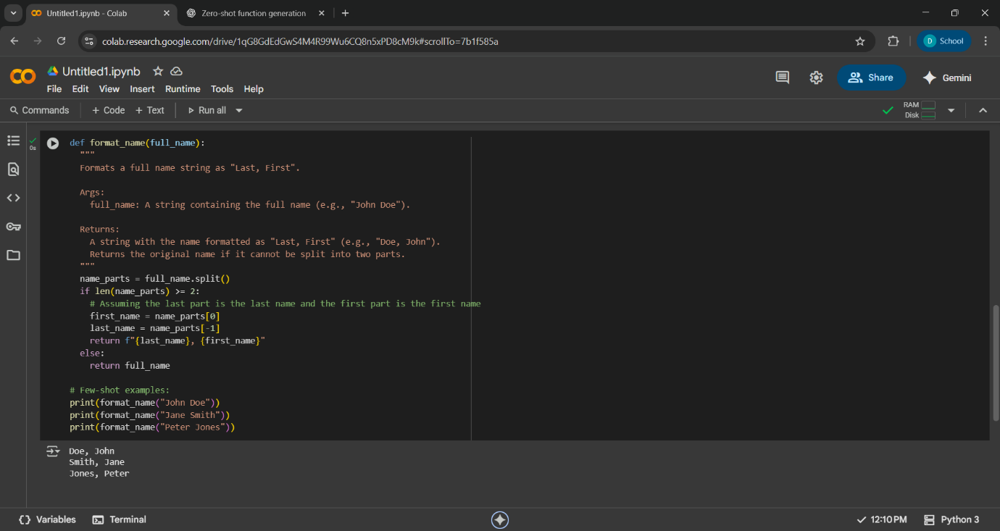 Untitled1.ipynb - Colab
Zero-shot function generation
colab.research.google.com/drive/1qG8GdEdGwS4M4R99Wu6CQ8n5xPD8cM9k#scrollTo=7b1f585a
D School
Untitled1.ipynb
File Edit View Insert Runtime Tools Help
Share
Gemini
Commands + Code + Text Run all
RAM
Disk
0s
def format_name(full_name):
  """
  Formats a full name string as "Last, First".

  Args:
    full_name: A string containing the full name (e.g., "John Doe").

  Returns:
    A string with the name formatted as "Last, First" (e.g., "Doe, John").
    Returns the original name if it cannot be split into two parts.
  """
  name_parts = full_name.split()
  if len(name_parts) >= 2:
    # Assuming the last part is the last name and the first part is the first name
    first_name = name_parts[0]
    last_name = name_parts[-1]
    return f"{last_name}, {first_name}"
  else:
    return full_name

# Few-shot examples:
print(format_name("John Doe"))
print(format_name("Jane Smith"))
print(format_name("Peter Jones"))
Doe, John
Smith, Jane
Jones, Peter
Variables Terminal
12:10 PM Python 3